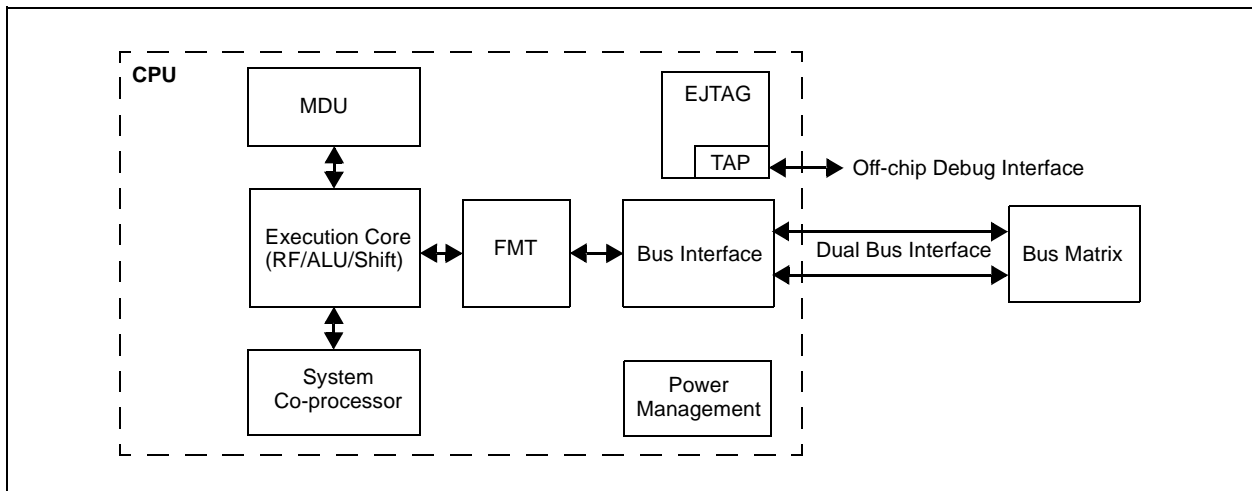 CPU
MDU
EJTAG
TAP
Off-chip Debug Interface
Execution Core
(RF/ALU/Shift)
FMT
Bus Interface
Dual Bus Interface
Bus Matrix
System
Co-processor
Power
Management